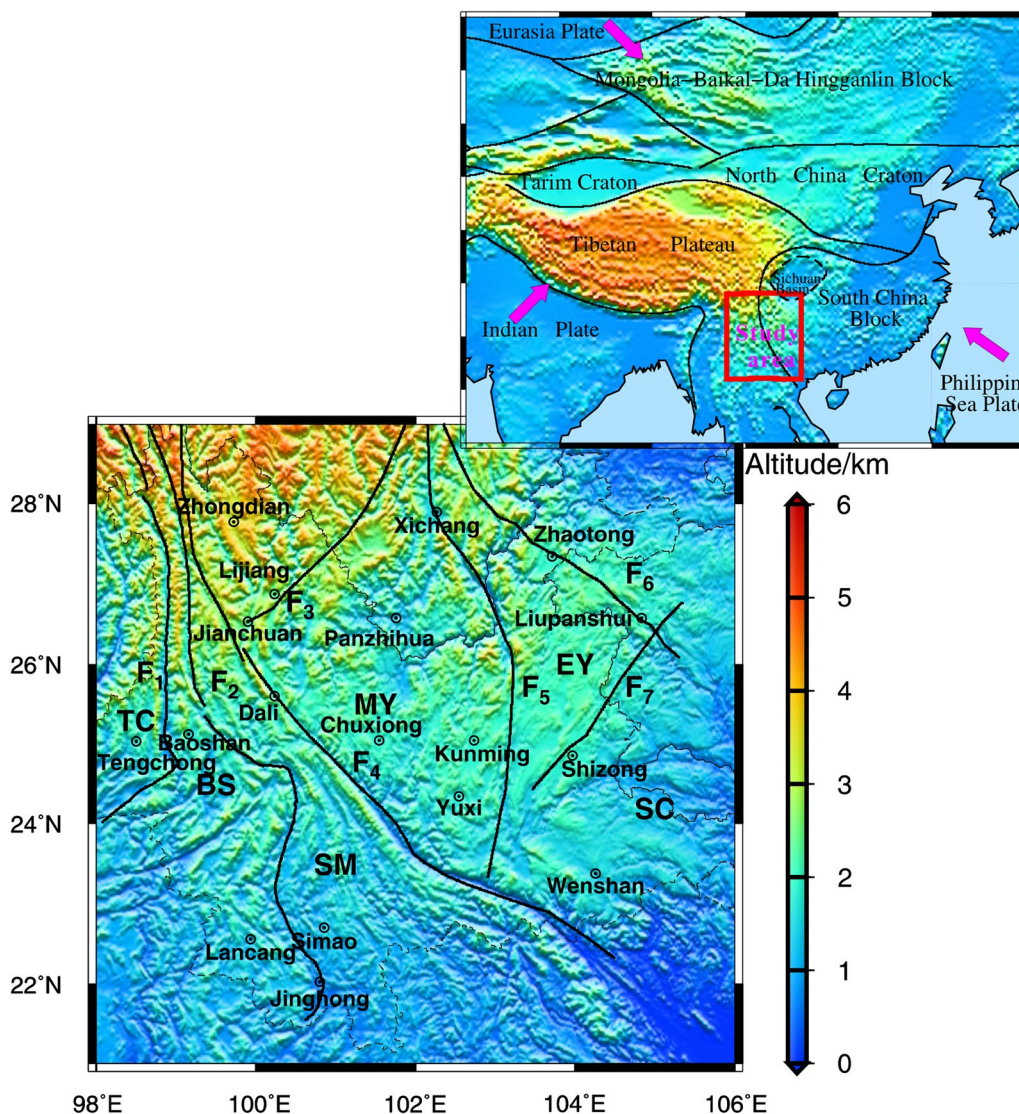 Eurasia Plate
Mongolia-Baikal-Da Hingganlin Block
Tarim Craton
North China Craton
Tibetan Plateau
Sichuan
Basin
South China
Block
Indian Plate
Study
area
Philippin
Sea Plate
Altitude/km
6
5
4
3
2
1
0
28°N
26°N
24°N
22°N
98°E
100°E
102°E
104°E
106°E
Zhongdian
Xichang
Zhaotong
Lijiang
F6
F3
Jianchuan
Panzhihua
Liupanshui
F1
F2
EY
F5
F7
Dali
MY
TC
Chuxiong
Baoshan
Kunming
Tengchong
F4
Shizong
BS
Yuxi
SC
SM
Wenshan
Simao
Lancang
Jinghong